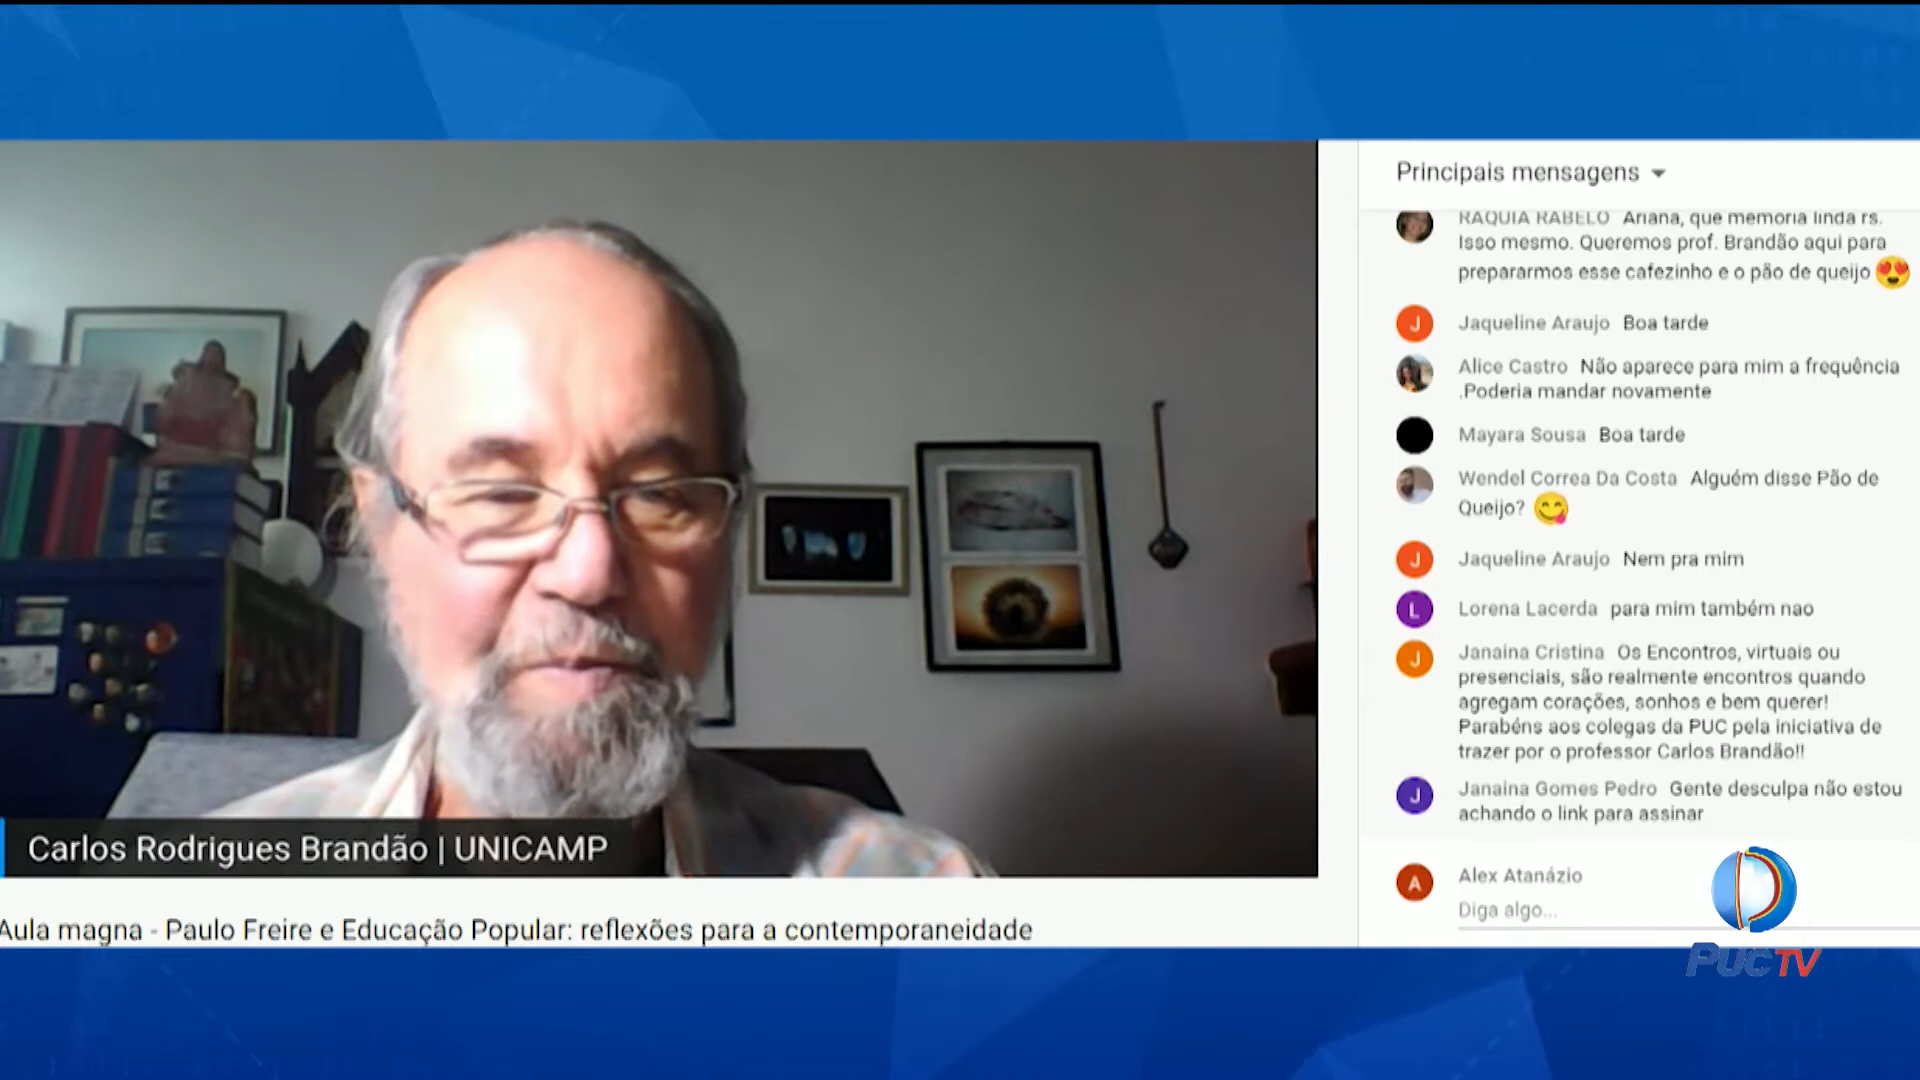 Principais mensagens
RAQUIA RABELO Ariana, que memoria linda rs.
Isso mesmo. Queremos prof. Brandão aqui para
prepararmos esse cafezinho e o pão de queijo
J Jaqueline Araujo Boa tarde
Alice Castro Não aparece para mim a frequência
.Poderia mandar novamente
Mayara Sousa Boa tarde
Wendel Correa Da Costa Alguém disse Pão de
Queijo?
J Jaqueline Araujo Nem pra mim
L Lorena Lacerda para mim também nao
J Janaina Cristina Os Encontros, virtuais ou
presenciais, são realmente encontros quando
agregam corações, sonhos e bem querer!
Parabéns aos colegas da PUC pela iniciativa de
trazer por o professor Carlos Brandão!!
J Janaina Gomes Pedro Gente desculpa não estou
achando o link para assinar
A Alex Atanázio
Diga algo...
Carlos Rodrigues Brandão | UNICAMP
Aula magna - Paulo Freire e Educação Popular: reflexões para a contemporaneidade
PUC TV